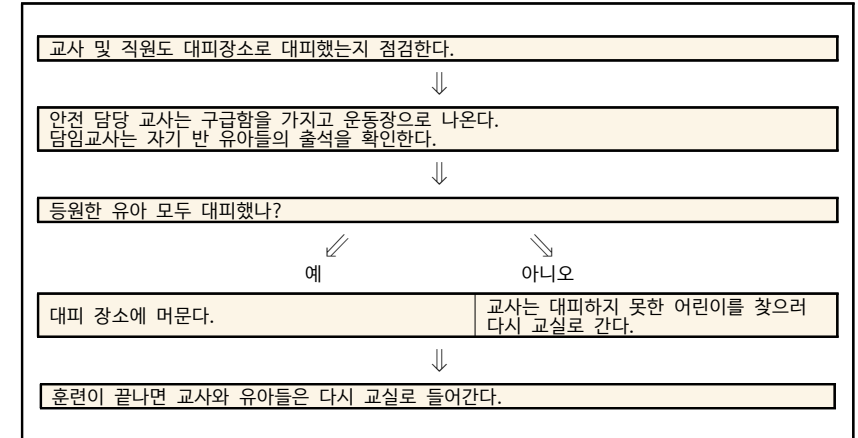 교사 및 직원도 대피장소로 대피했는지 점검한다.
⇓
안전 담당 교사는 구급함을 가지고 운동장으로 나온다.
담임교사는 자기 반 유아들의 출석을 확인한다.
⇓
등원한 유아 모두 대피했나?
예
아니오
대피 장소에 머문다.
교사는 대피하지 못한 어린이를 찾으러
다시 교실로 간다.
⇓
훈련이 끝나면 교사와 유아들은 다시 교실로 들어간다.